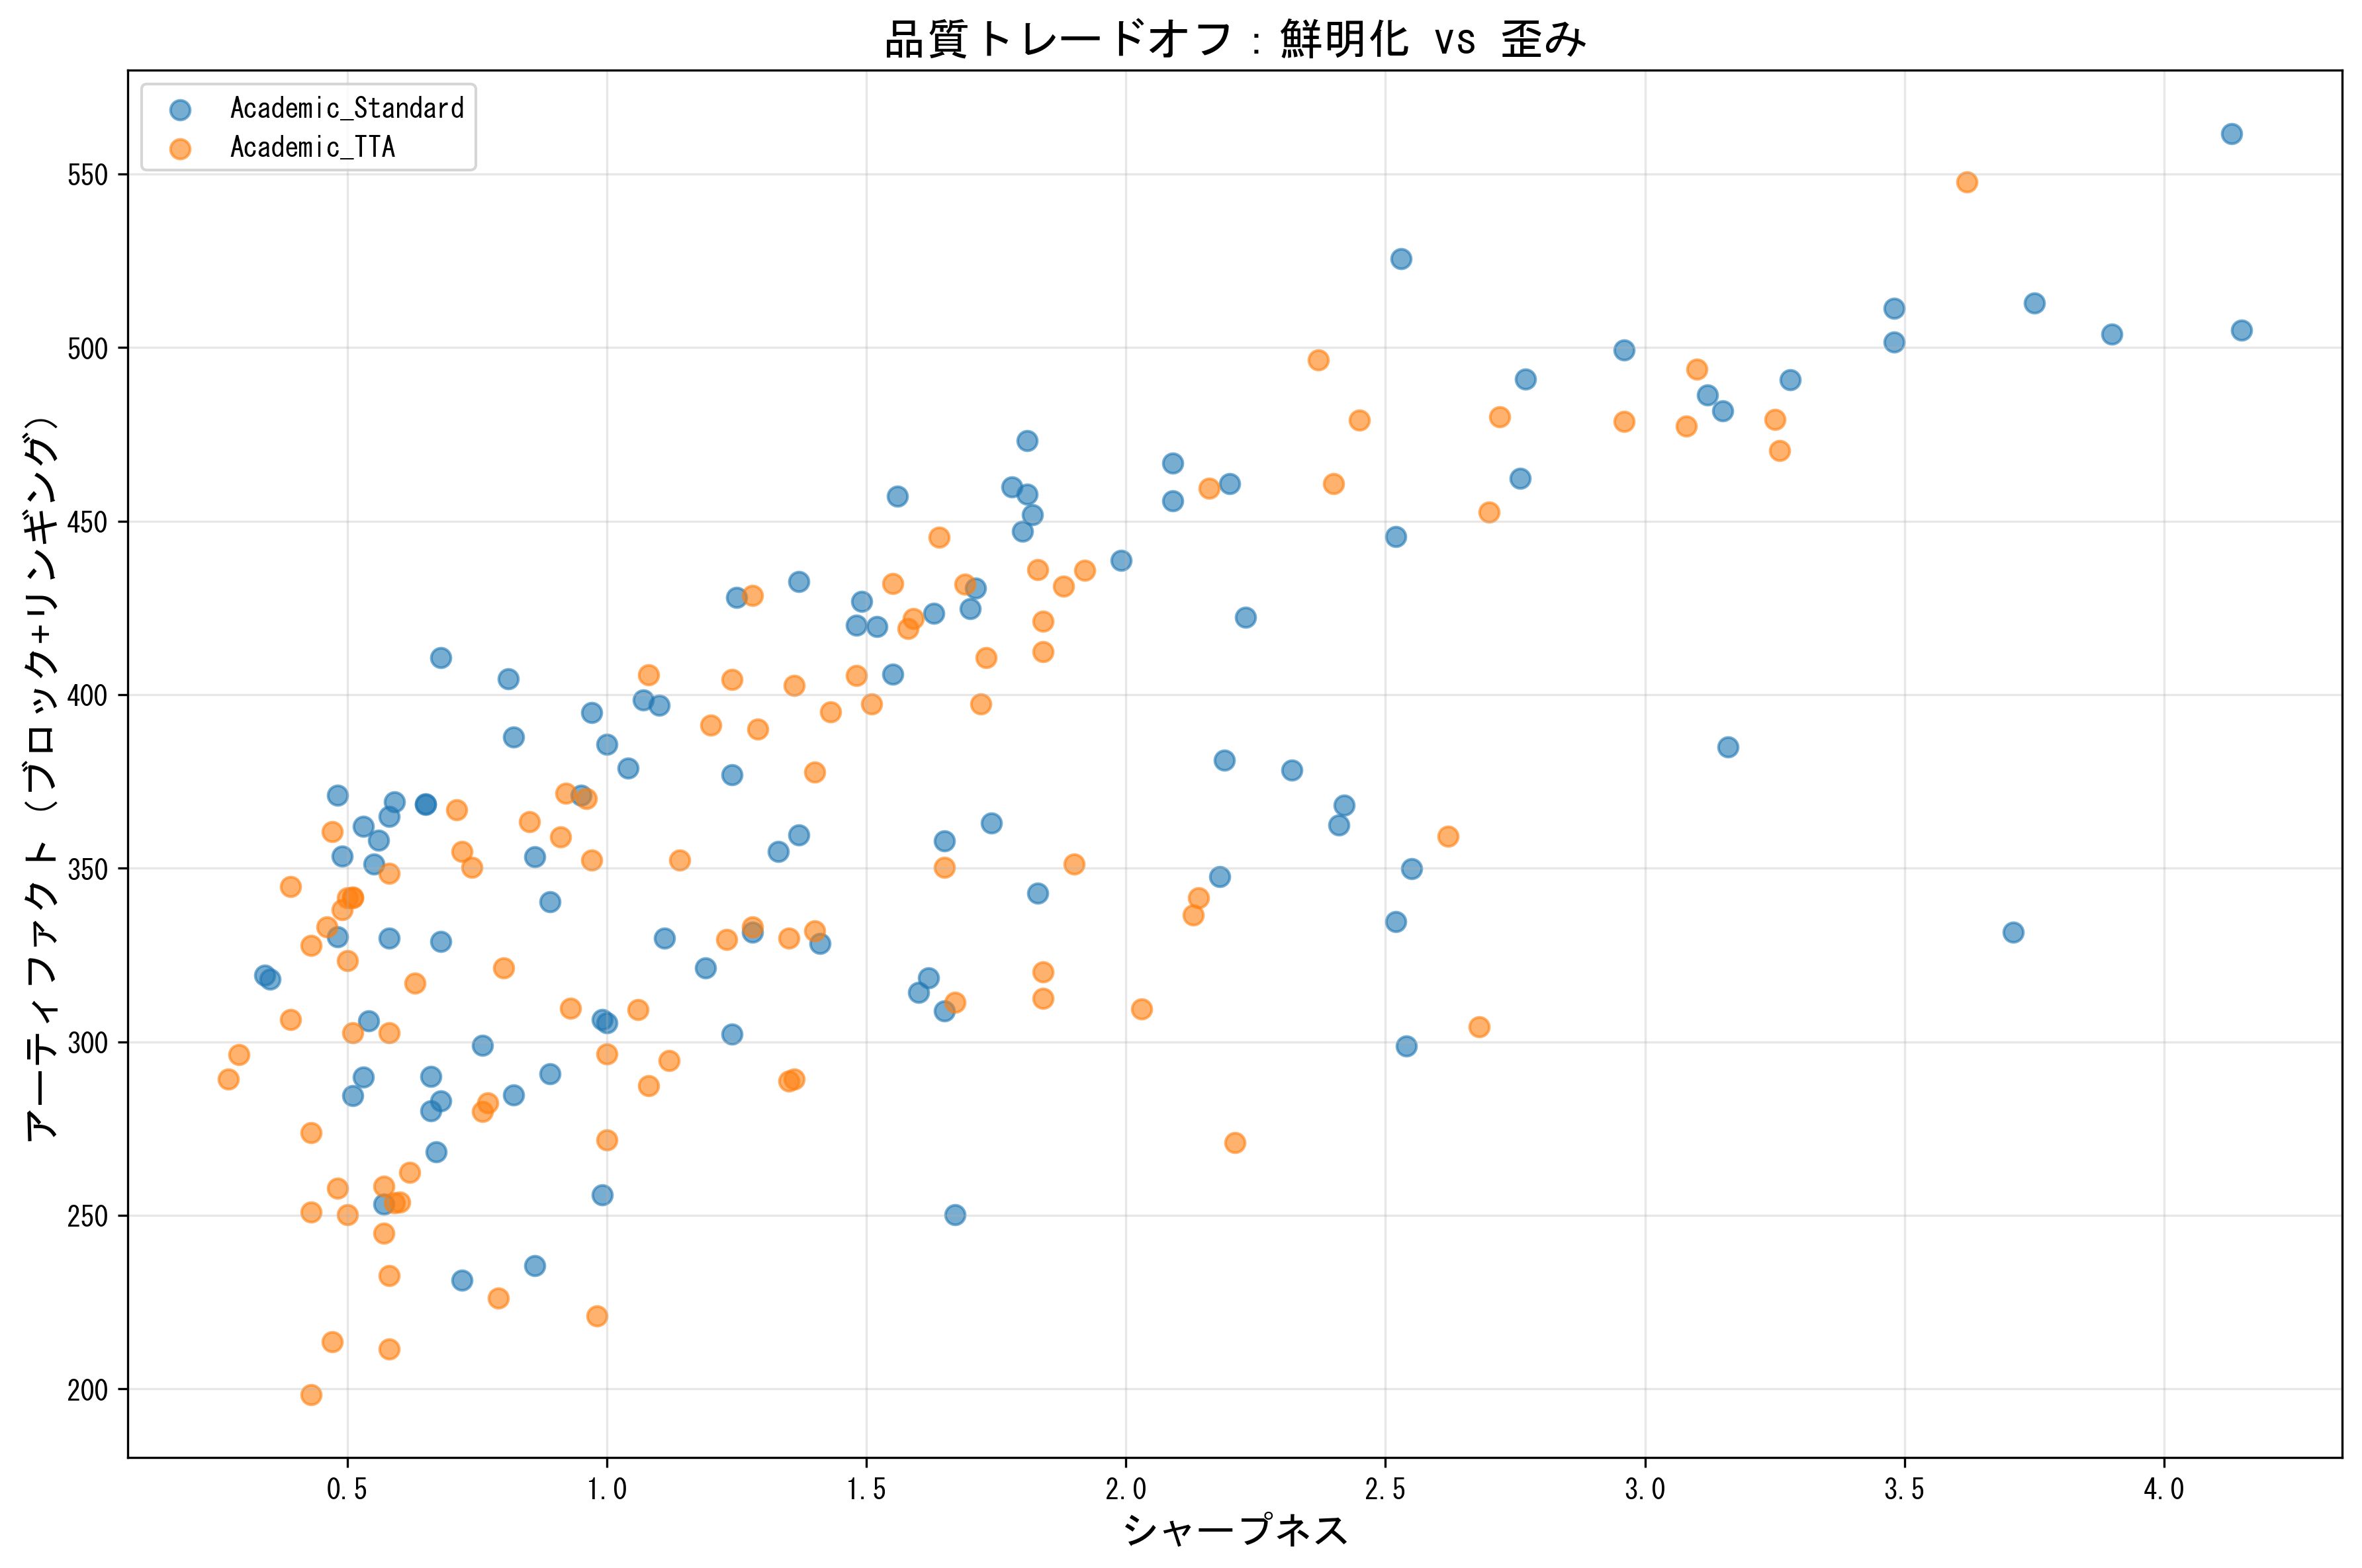 品質トレードオフ：鮮明化 vs 歪み
Academic_Standard
Academic_TTA
アーティファクト（ブロック+リンギング）
550
500
450
400
350
300
250
200
0.5 1.0 1.5 2.0 2.5 3.0 3.5 4.0
シャープネス